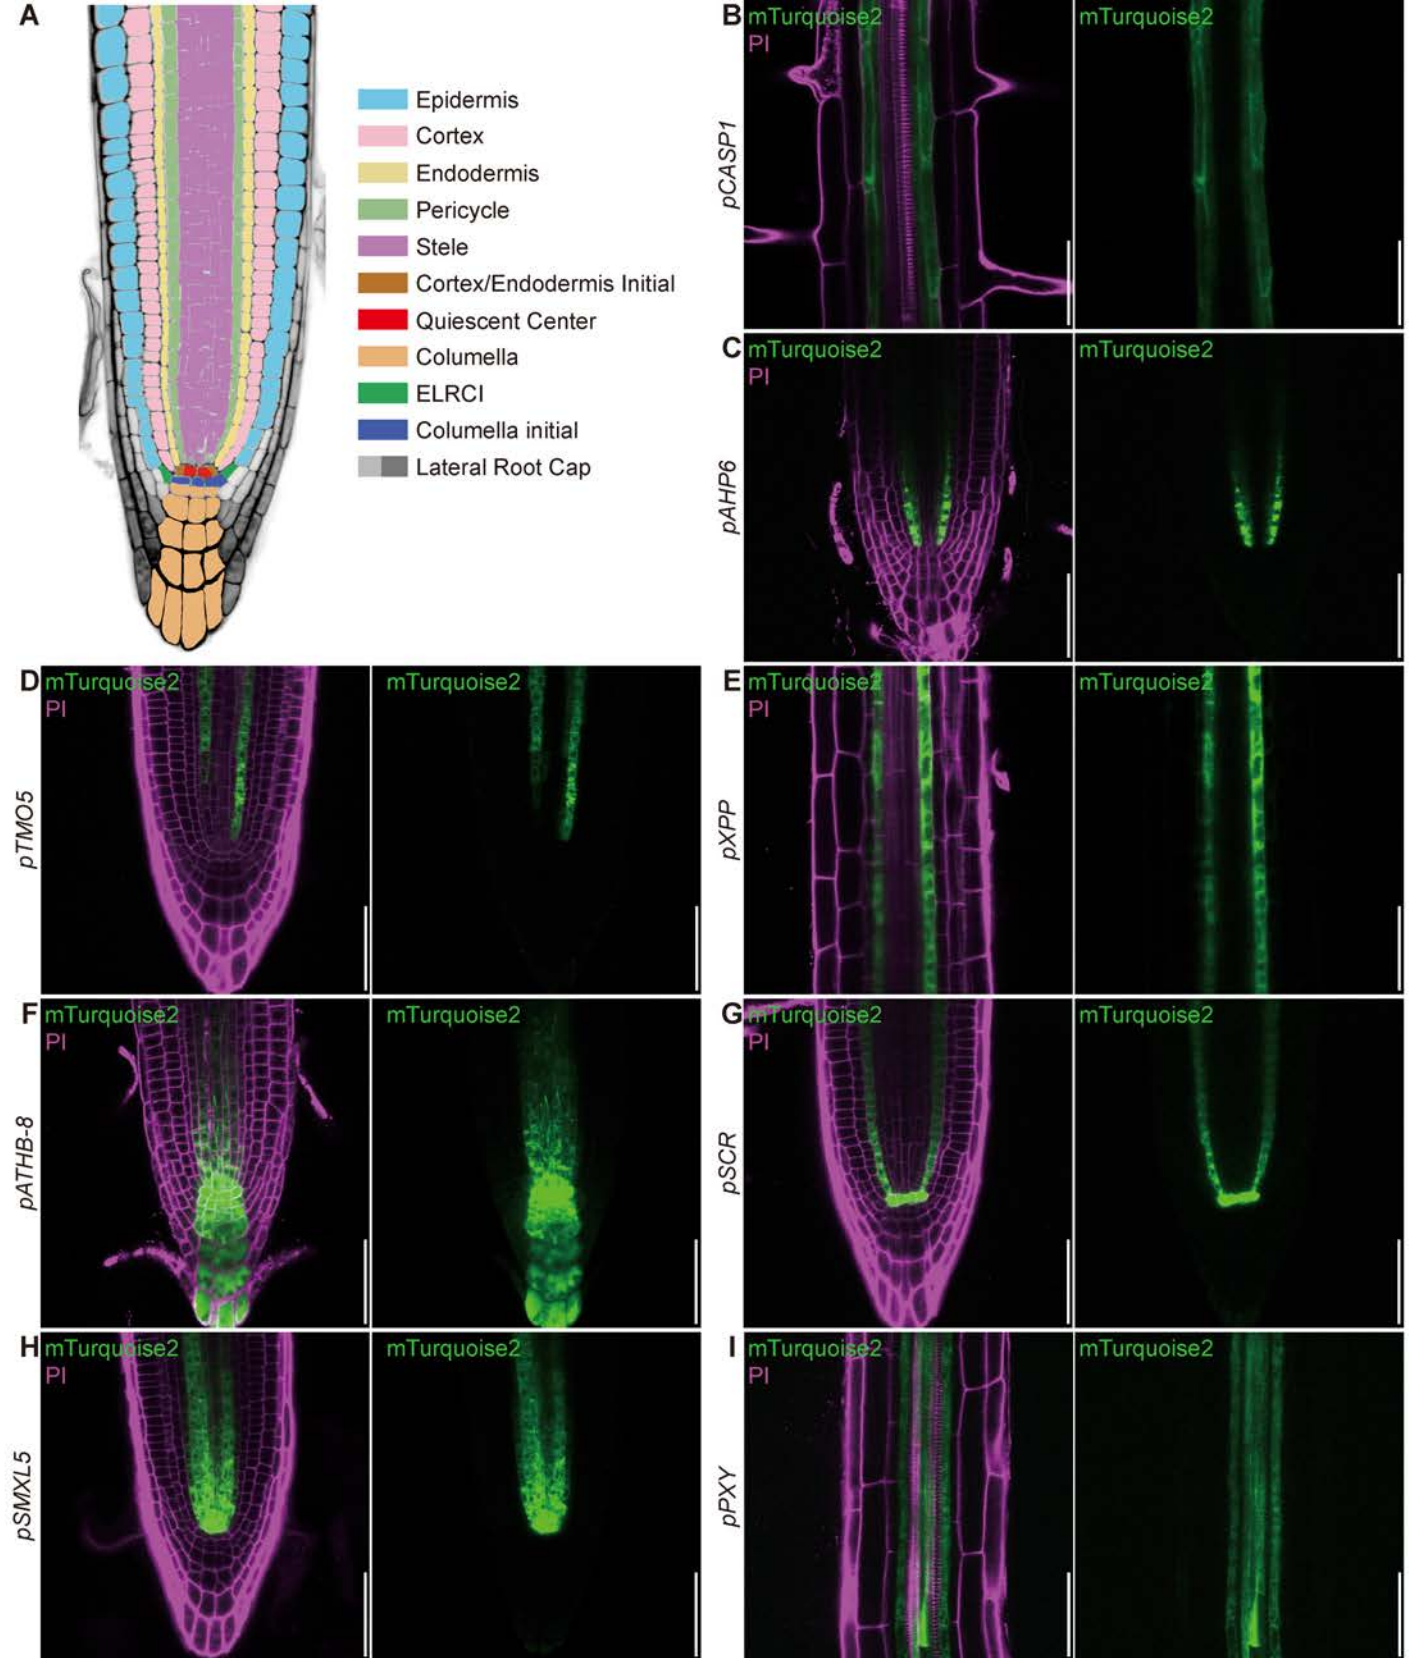 A
Epidermis
Cortex
Endodermis
Pericycle
Stele
Cortex/Endodermis Initial
Quiescent Center
Columella
ELRCI
Columella initial
Lateral Root Cap
B
pCASP1
mTurquoise2
PI
mTurquoise2
C
pAHP6
mTurquoise2
PI
mTurquoise2
D
pTMO5
mTurquoise2
PI
mTurquoise2
E
pXPP
mTurquoise2
PI
mTurquoise2
F
pATHB-8
mTurquoise2
PI
mTurquoise2
G
pSCR
mTurquoise2
PI
mTurquoise2
H
pSMXL5
mTurquoise2
PI
mTurquoise2
I
pPXY
mTurquoise2
PI
mTurquoise2